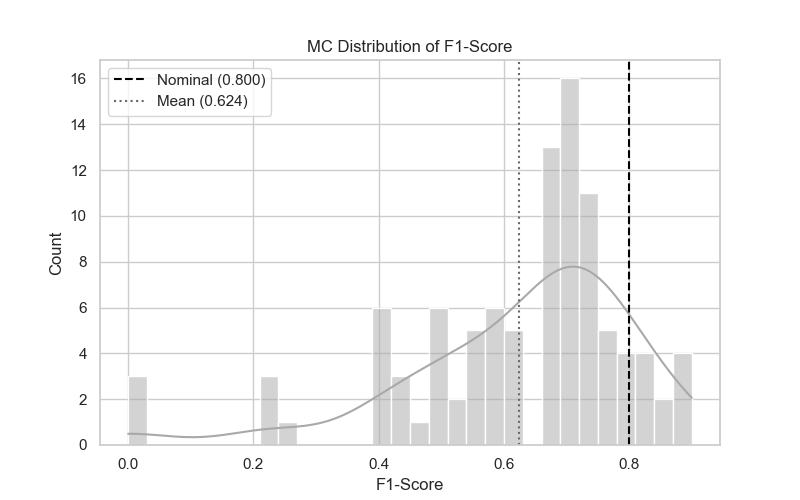 MC Distribution of F1-Score
Nominal (0.800)
Mean (0.624)
16
14
12
10
8
6
4
2
0
Count
0.0 0.2 0.4 0.6 0.8
F1-Score